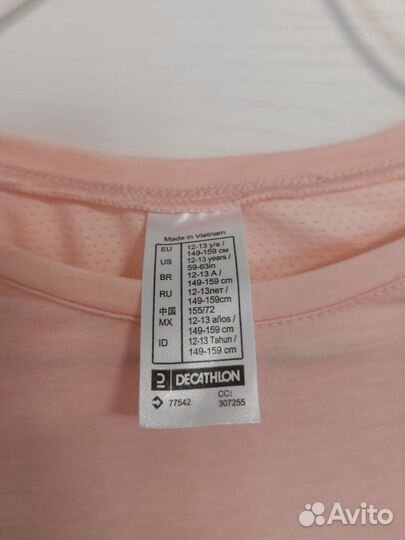 Made in Vietnam
EU 12-13 y/a /
149-159 см
US 12-13 years /
59-63in
BR 12-13 A /
149-159 cm
RU 12-13лет /
149-159cm
中国 155/72
MX 12-13 años /
149-159 cm
ID 12-13 Tahun /
149-159 cm
DECATHLON
77542 CC: 307255
Avito